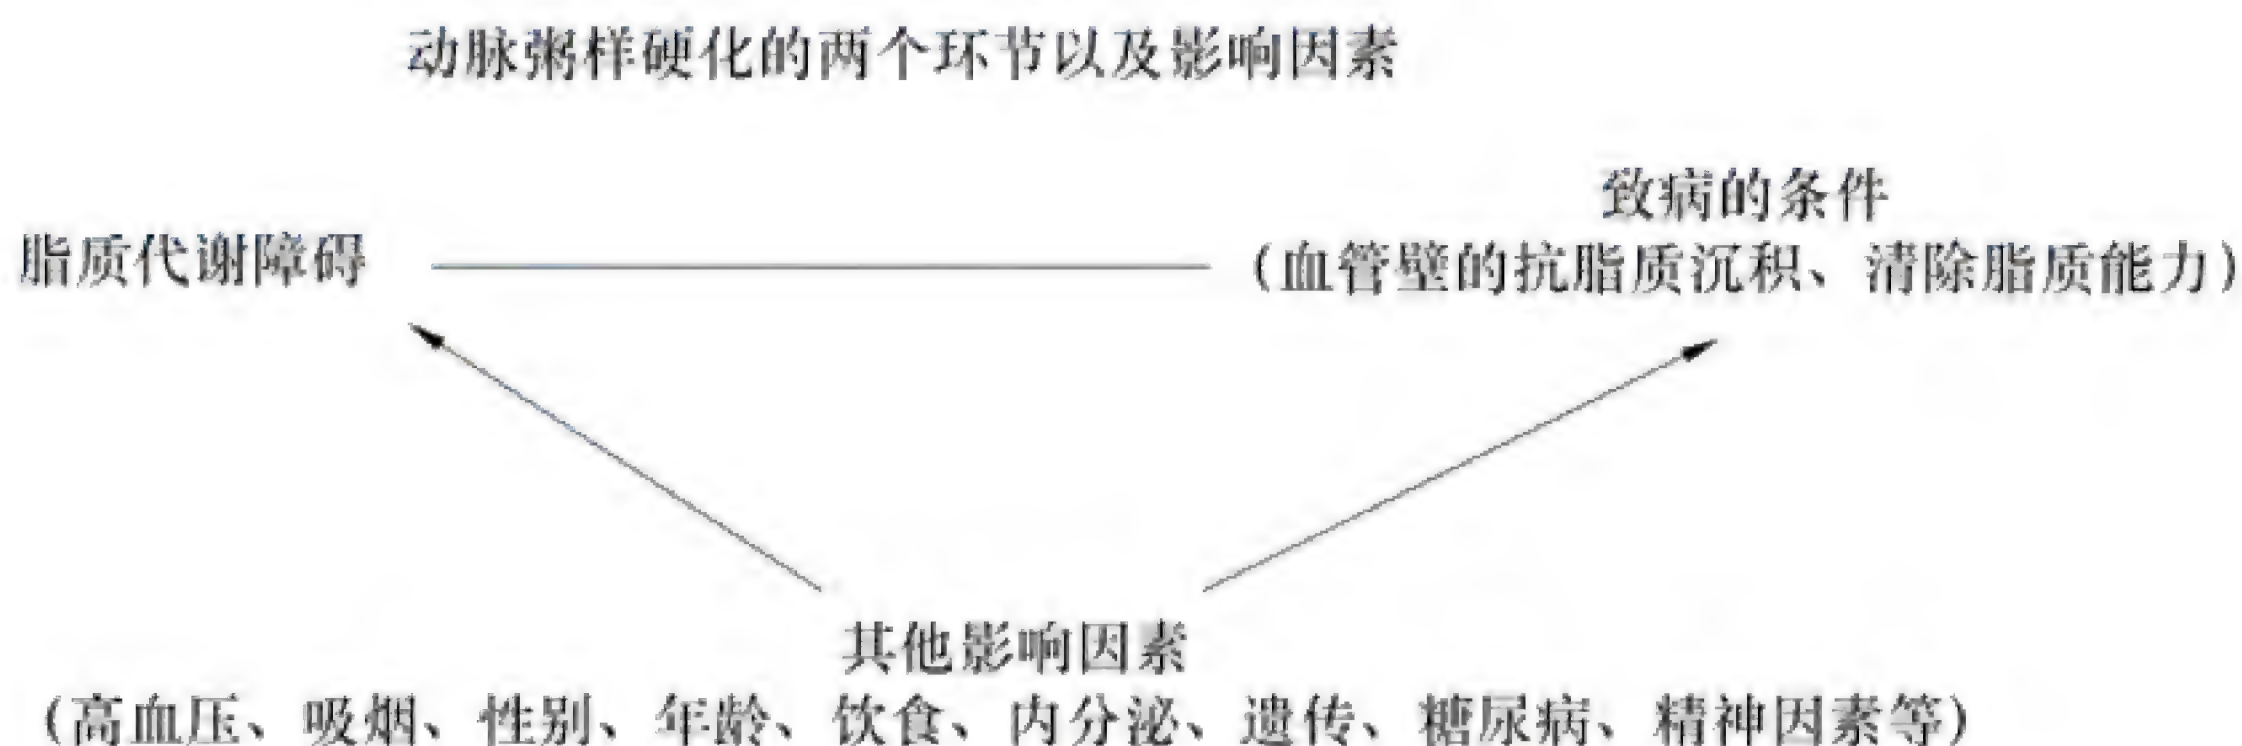 动脉粥样硬化的两个环节以及影响因素
致病的条件
脂质代谢障碍
(血管壁的抗脂质沉积、清除脂质能力)
其他影响因素
(高血压、吸烟、性别、年龄、饮食、内分泌、遗传、糖尿病、精神因素等)